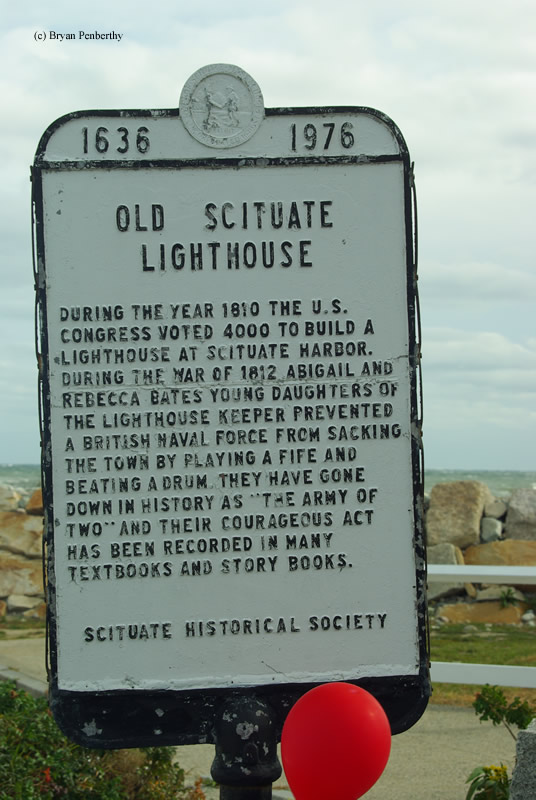 (c) Bryan Penberthy
1636 1976
OLD SCITUATE
LIGHTHOUSE
DURING THE YEAR 1810 THE U.S.
CONGRESS VOTED 4000 TO BUILD A
LIGHTHOUSE AT SCITUATE HARBOR.
DURING THE WAR OF 1812 ABIGAIL AND
REBECCA BATES YOUNG DAUGHTERS OF
THE LIGHTHOUSE KEEPER PREVENTED
A BRITISH NAVAL FORCE FROM SACKING
THE TOWN BY PLAYING A FIFE AND
BEATING A DRUM. THEY HAVE GONE
DOWN IN HISTORY AS "THE ARMY OF
TWO" AND THEIR COURAGEOUS ACT
HAS BEEN RECORDED IN MANY
TEXTBOOKS AND STORY BOOKS.
SCITUATE HISTORICAL SOCIETY